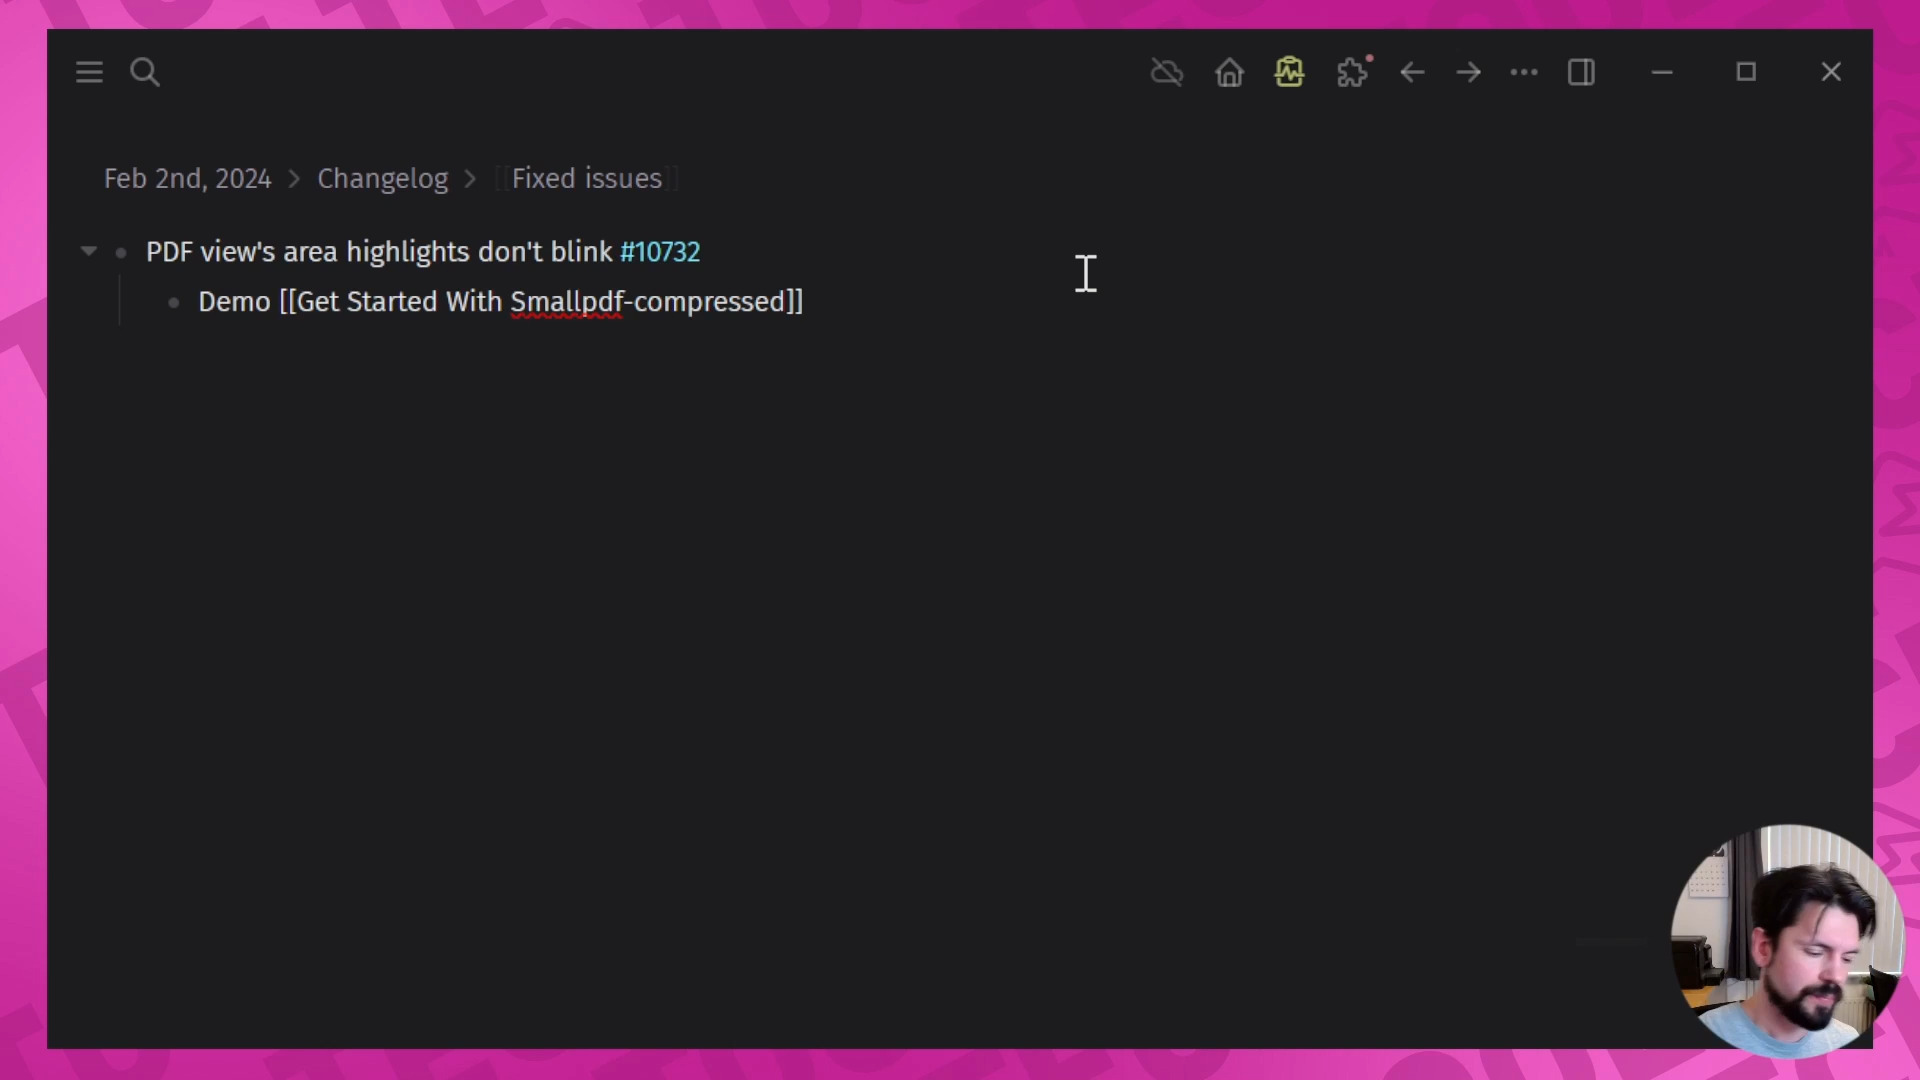 Feb 2nd, 2024 > Changelog > [[Fixed issues]]
PDF view's area highlights don't blink #10732
Demo [[Get Started With Smallpdf-compressed]]